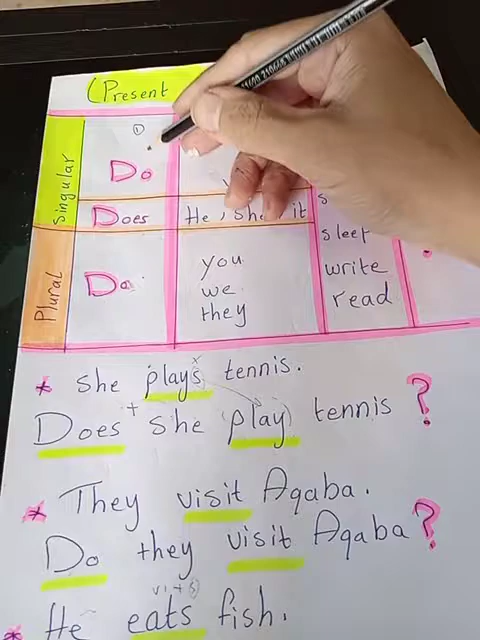 (Present
①
Singular
Do
Does He, she, it
sleep
Plural
Do
you
we
they
write
read
* she plays tennis.
Does she play tennis ?
* They visit Aqaba.
Do they visit Aqaba ?
* He eats fish.